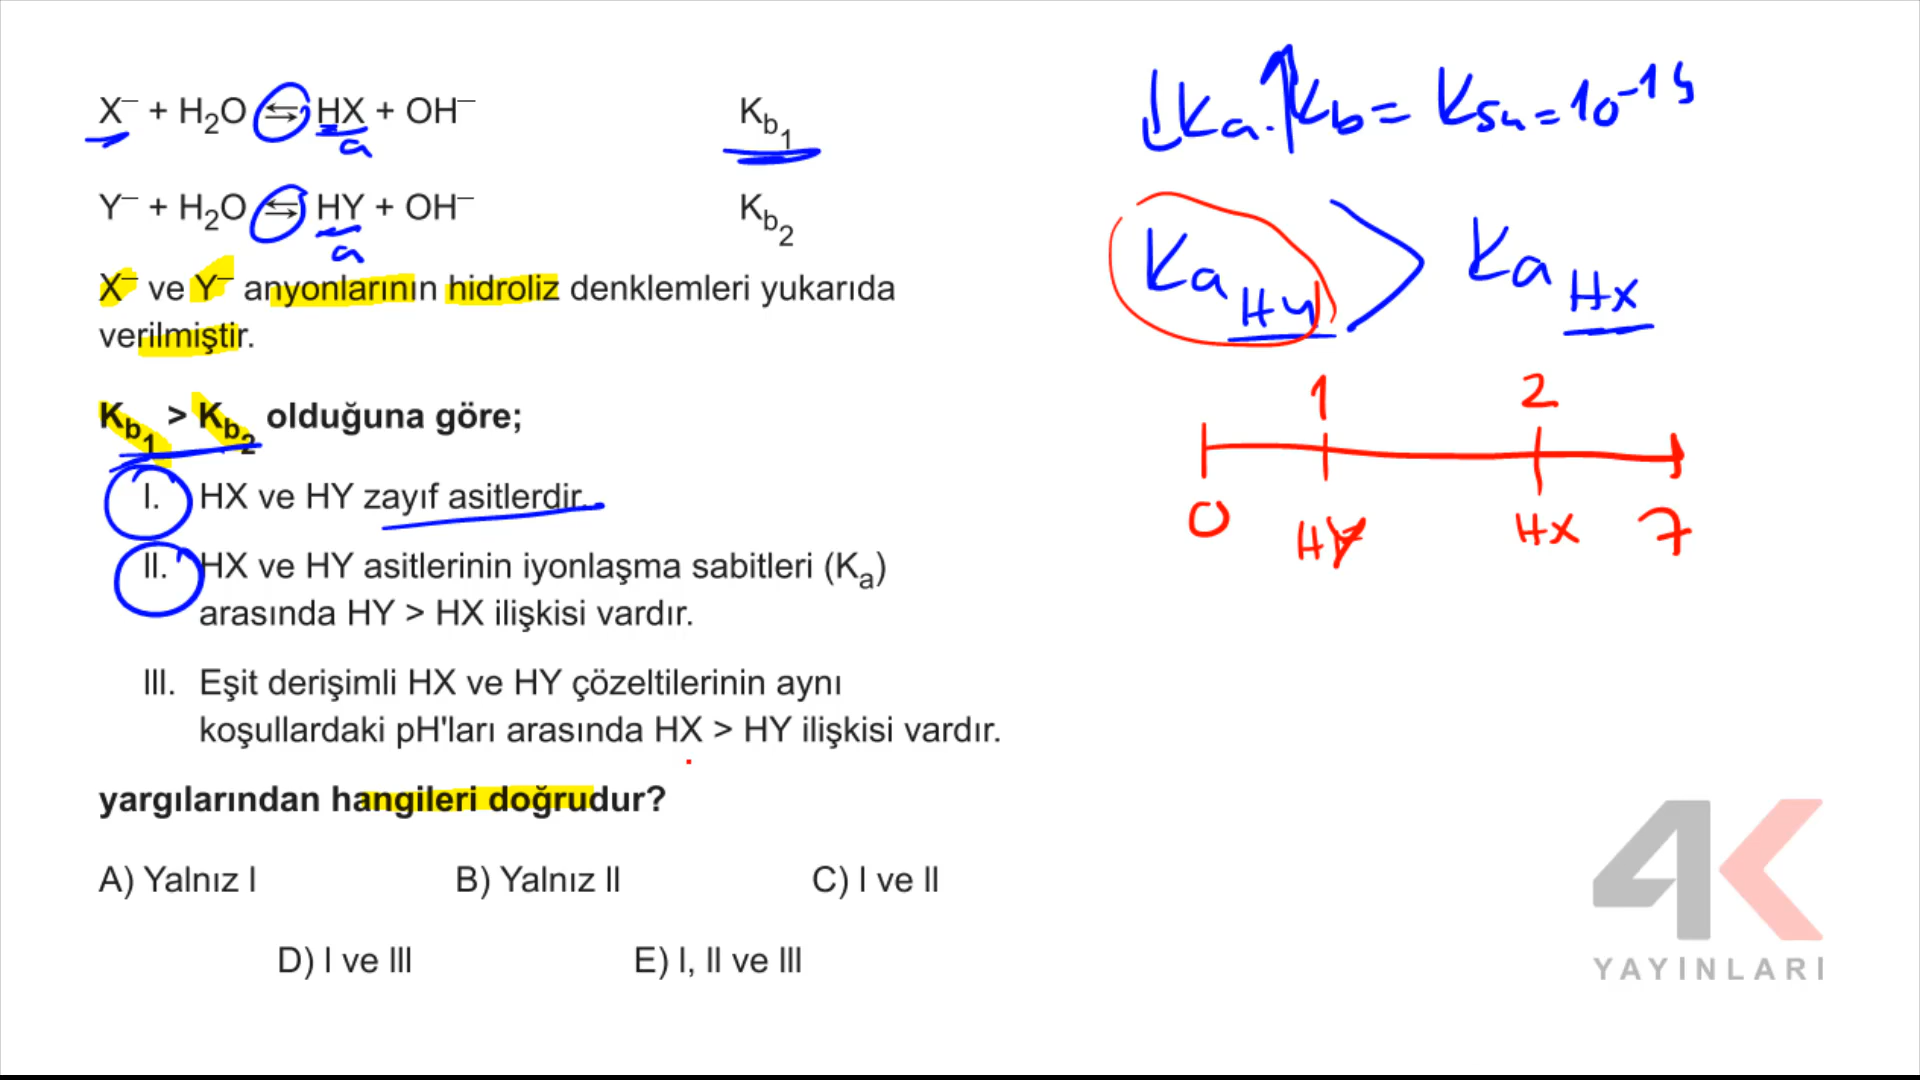 X⁻ + H₂O ⇆ HX + OH⁻ K_b₁
a
Y⁻ + H₂O ⇆ HY + OH⁻ K_b₂
a
X⁻ ve Y⁻ anyonlarının hidroliz denklemleri yukarıda
verilmiştir.
K_b₁ > K_b₂ olduğuna göre;
I. HX ve HY zayıf asitlerdir.
II. HX ve HY asitlerinin iyonlaşma sabitleri (Kₐ)
arasında HY > HX ilişkisi vardır.
III. Eşit derişimli HX ve HY çözeltilerinin aynı
koşullardaki pH'ları arasında HX > HY ilişkisi vardır.
yargılarından hangileri doğrudur?
A) Yalnız I B) Yalnız II C) I ve II
D) I ve III E) I, II ve III
↓Ka . ↑Kb = Ksu = 10⁻¹⁴
Ka HY > Ka HX
1 2
0 HY HX 7
4K
YAYINLARI